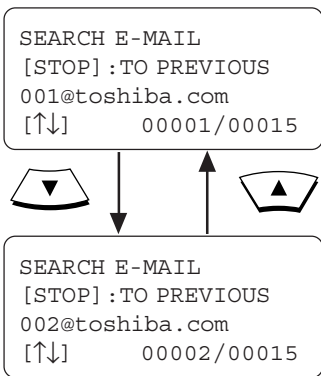 SEARCH E-MAIL
[STOP]:TO PREVIOUS
001@toshiba.com
[↑↓] 00001/00015
SEARCH E-MAIL
[STOP]:TO PREVIOUS
002@toshiba.com
[↑↓] 00002/00015